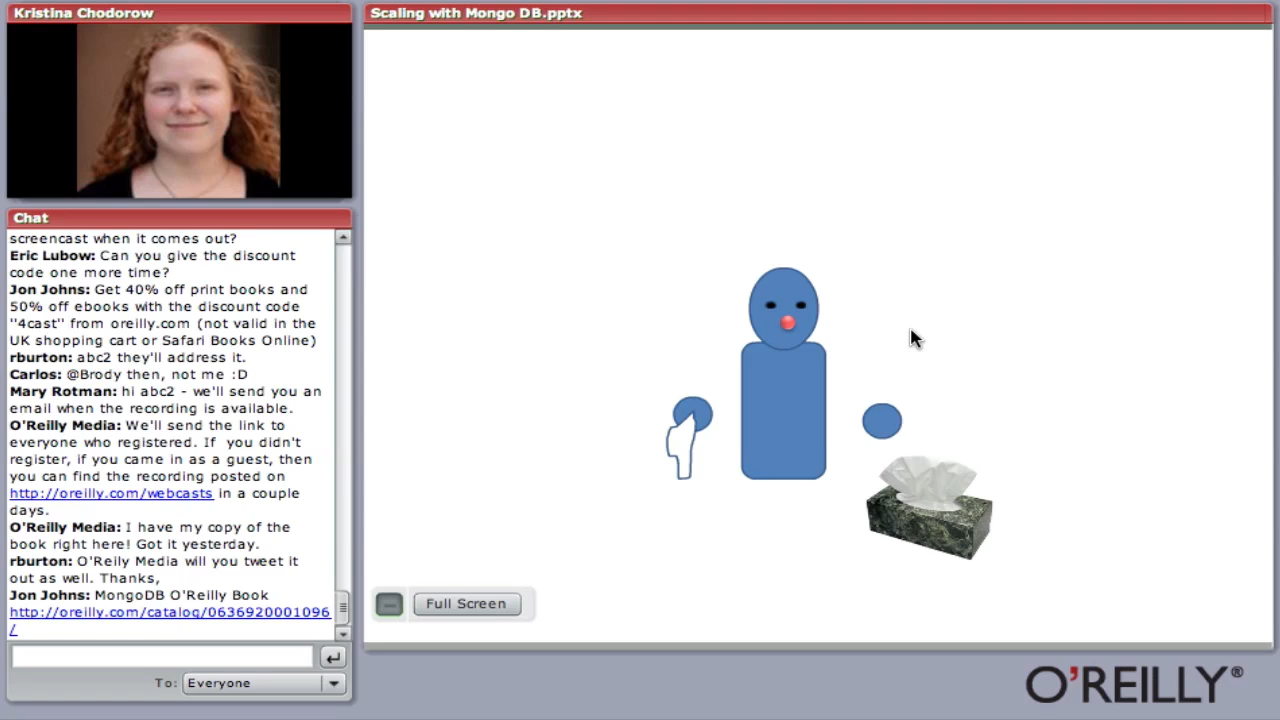 Kristina Chodorow
Scaling with Mongo DB.pptx
Chat
screencast when it comes out?
Eric Lubow: Can you give the discount
code one more time?
Jon Johns: Get 40% off print books and
50% off ebooks with the discount code
"4cast" from oreilly.com (not valid in the
UK shopping cart or Safari Books Online)
rburton: abc2 they'll address it.
Carlos: @Brody then, not me :D
Mary Rotman: hi abc2 - we'll send you an
email when the recording is available.
O'Reilly Media: We'll send the link to
everyone who registered. If  you didn't
register, if you came in as a guest, then
you can find the recording posted on
http://oreilly.com/webcasts in a couple
days.
O'Reilly Media: I have my copy of the
book right here! Got it yesterday.
rburton: O'Reily Media will you tweet it
out as well. Thanks,
Jon Johns: MongoDB O'Reilly Book
http://oreilly.com/catalog/0636920001096
/
Full Screen
To: Everyone
O'REILLY®